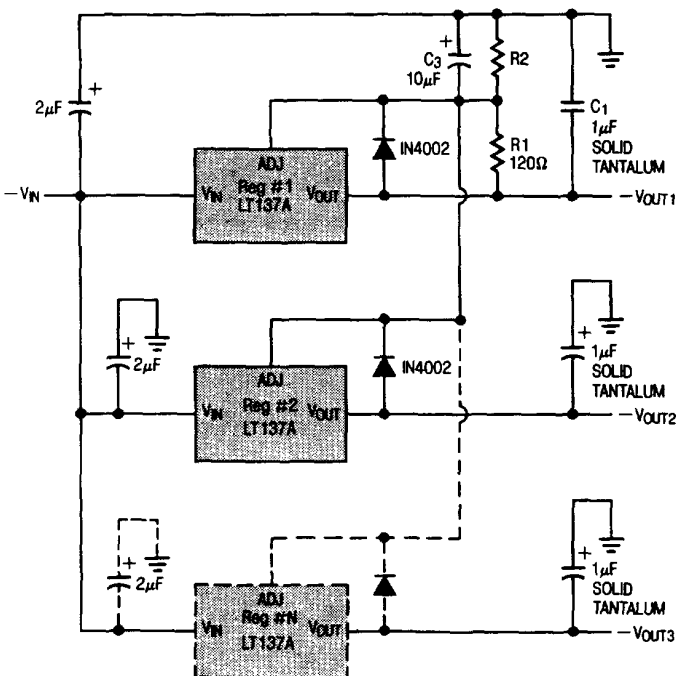 +
C3
10µF
R2
+
2µF
C1
1µF
SOLID
TANTALUM
IN4002
R1
120Ω
ADJ
Reg #1
LT137A
VIN
VOUT
−VIN
−VOUT1
+
2µF
ADJ
Reg #2
LT137A
VIN
VOUT
IN4002
+
1µF
SOLID
TANTALUM
−VOUT2
+
2µF
ADJ
Reg #N
LT137A
VIN
VOUT
+
1µF
SOLID
TANTALUM
−VOUT3